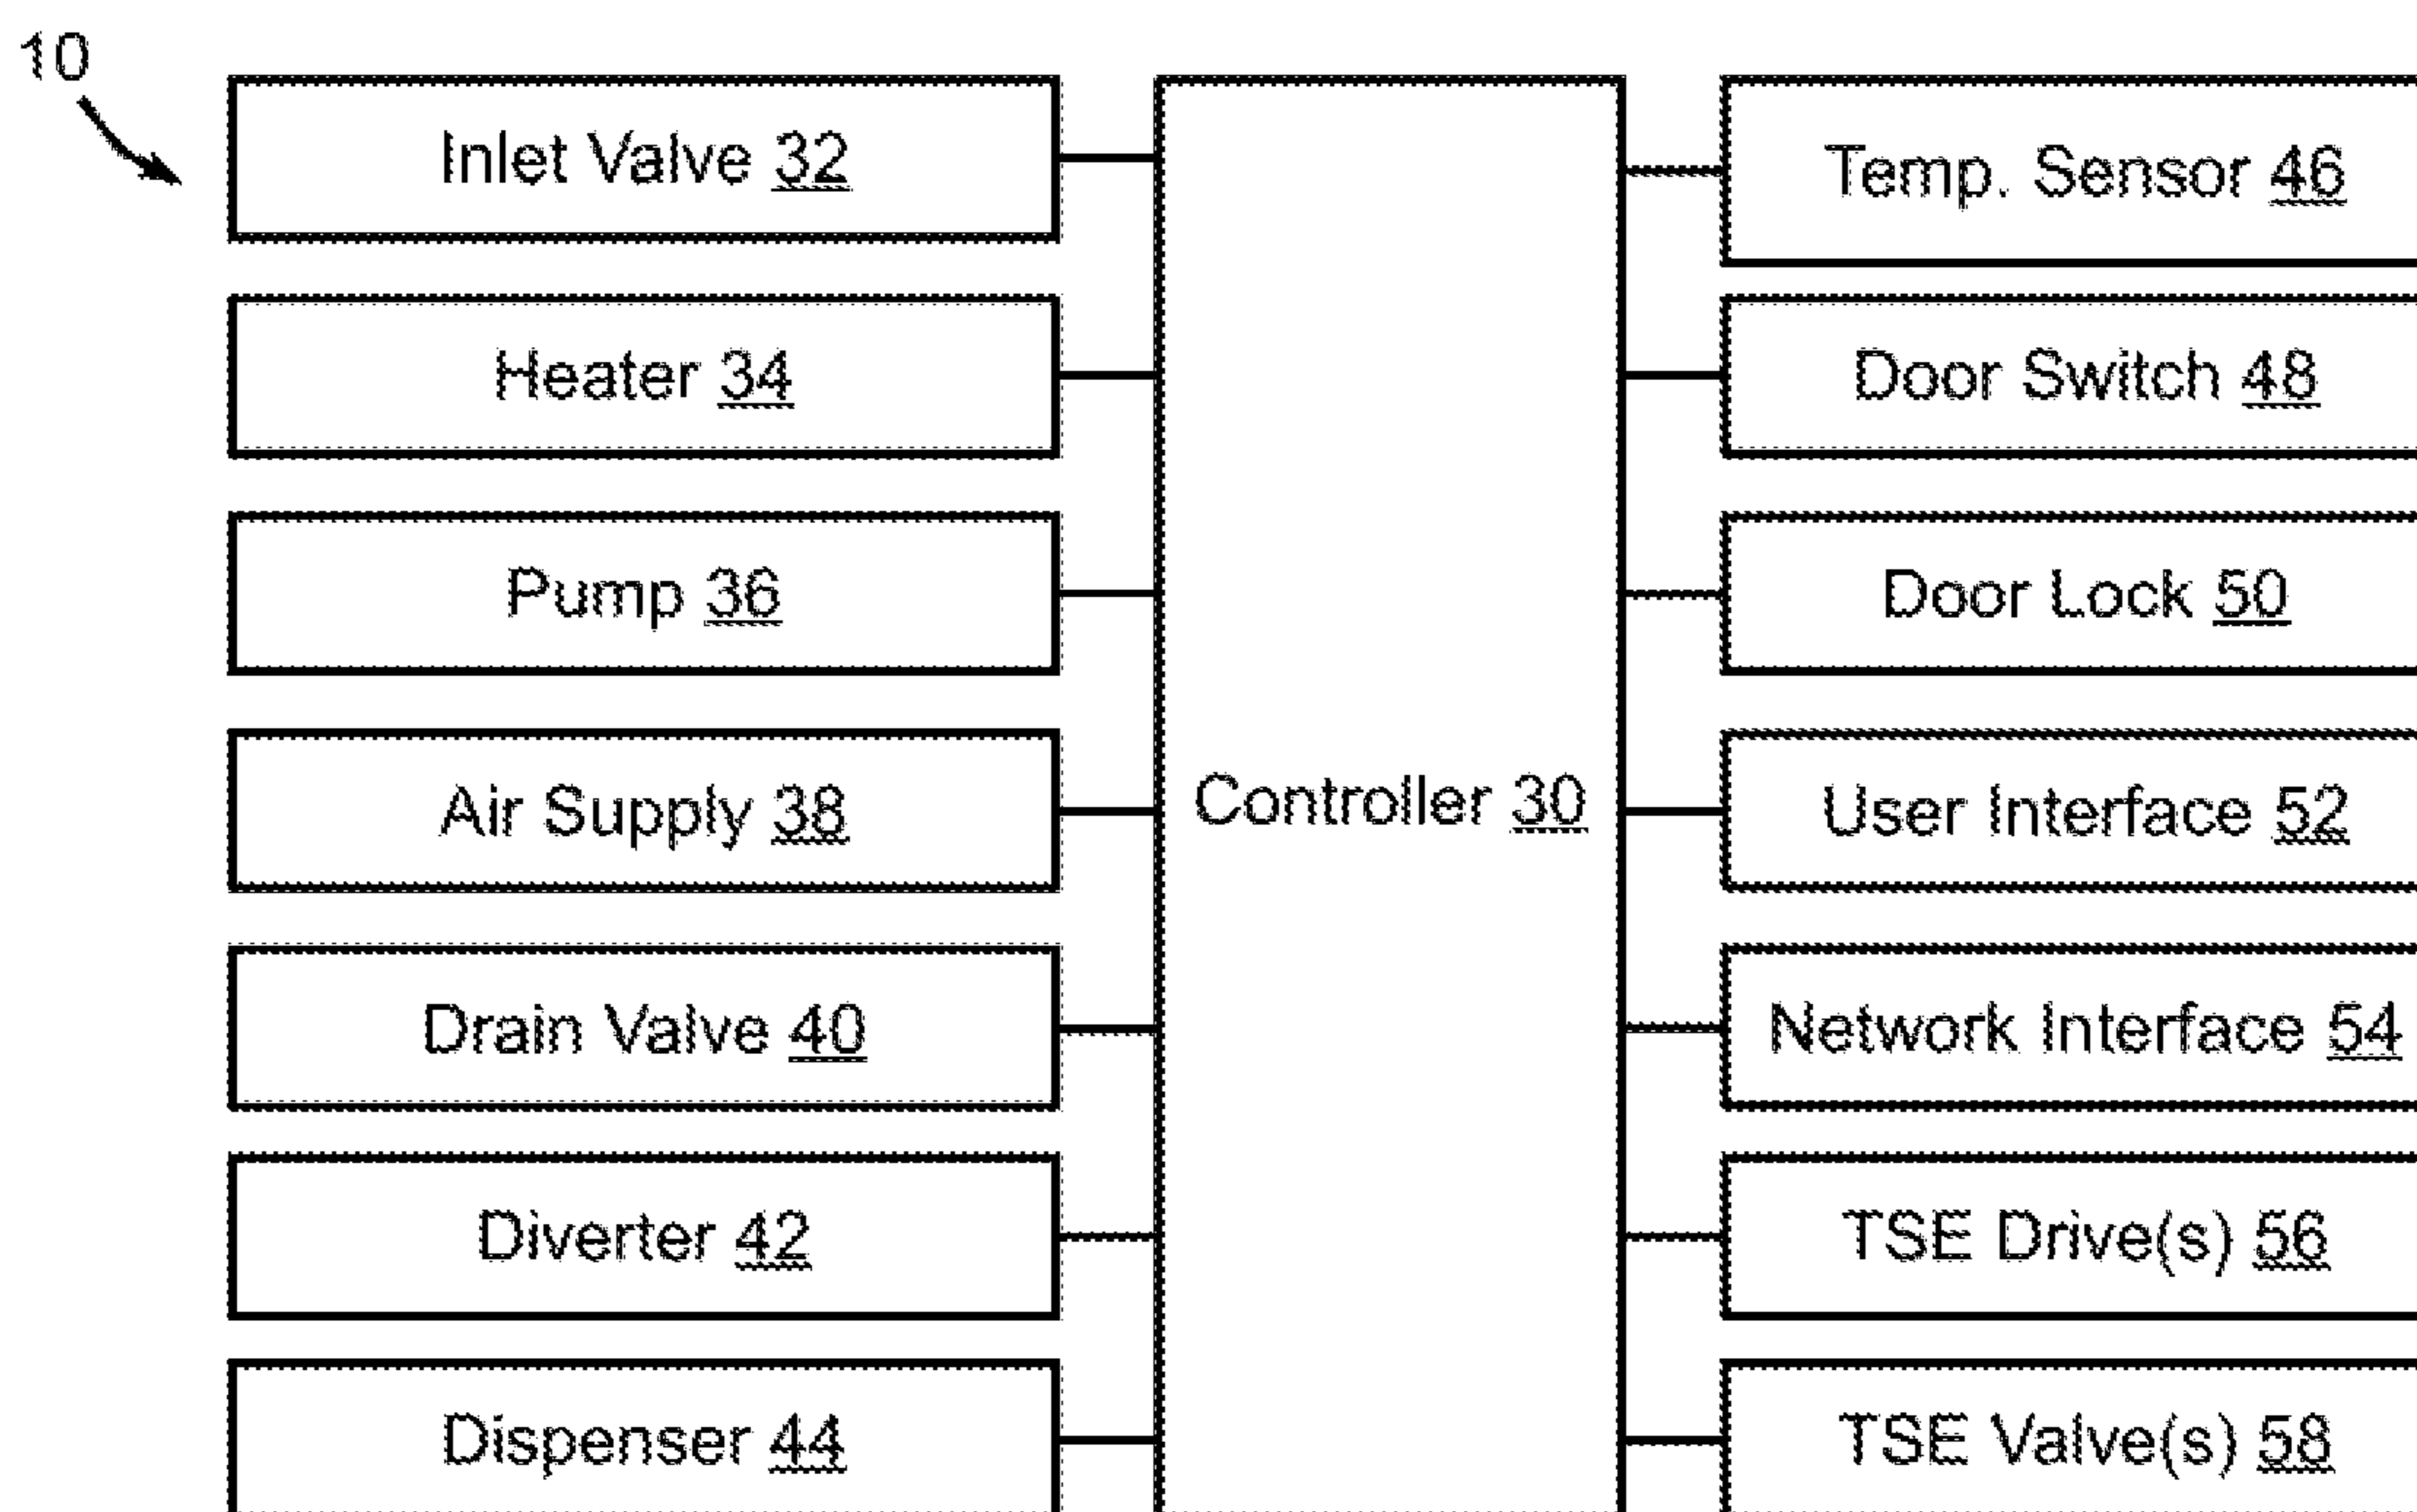 10
Inlet Valve 32
Heater 34
Pump 36
Air Supply 38
Drain Valve 40
Diverter 42
Dispenser 44
Controller 30
Temp. Sensor 46
Door Switch 48
Door Lock 50
User Interface 52
Network Interface 54
TSE Drive(s) 56
TSE Valve(s) 58